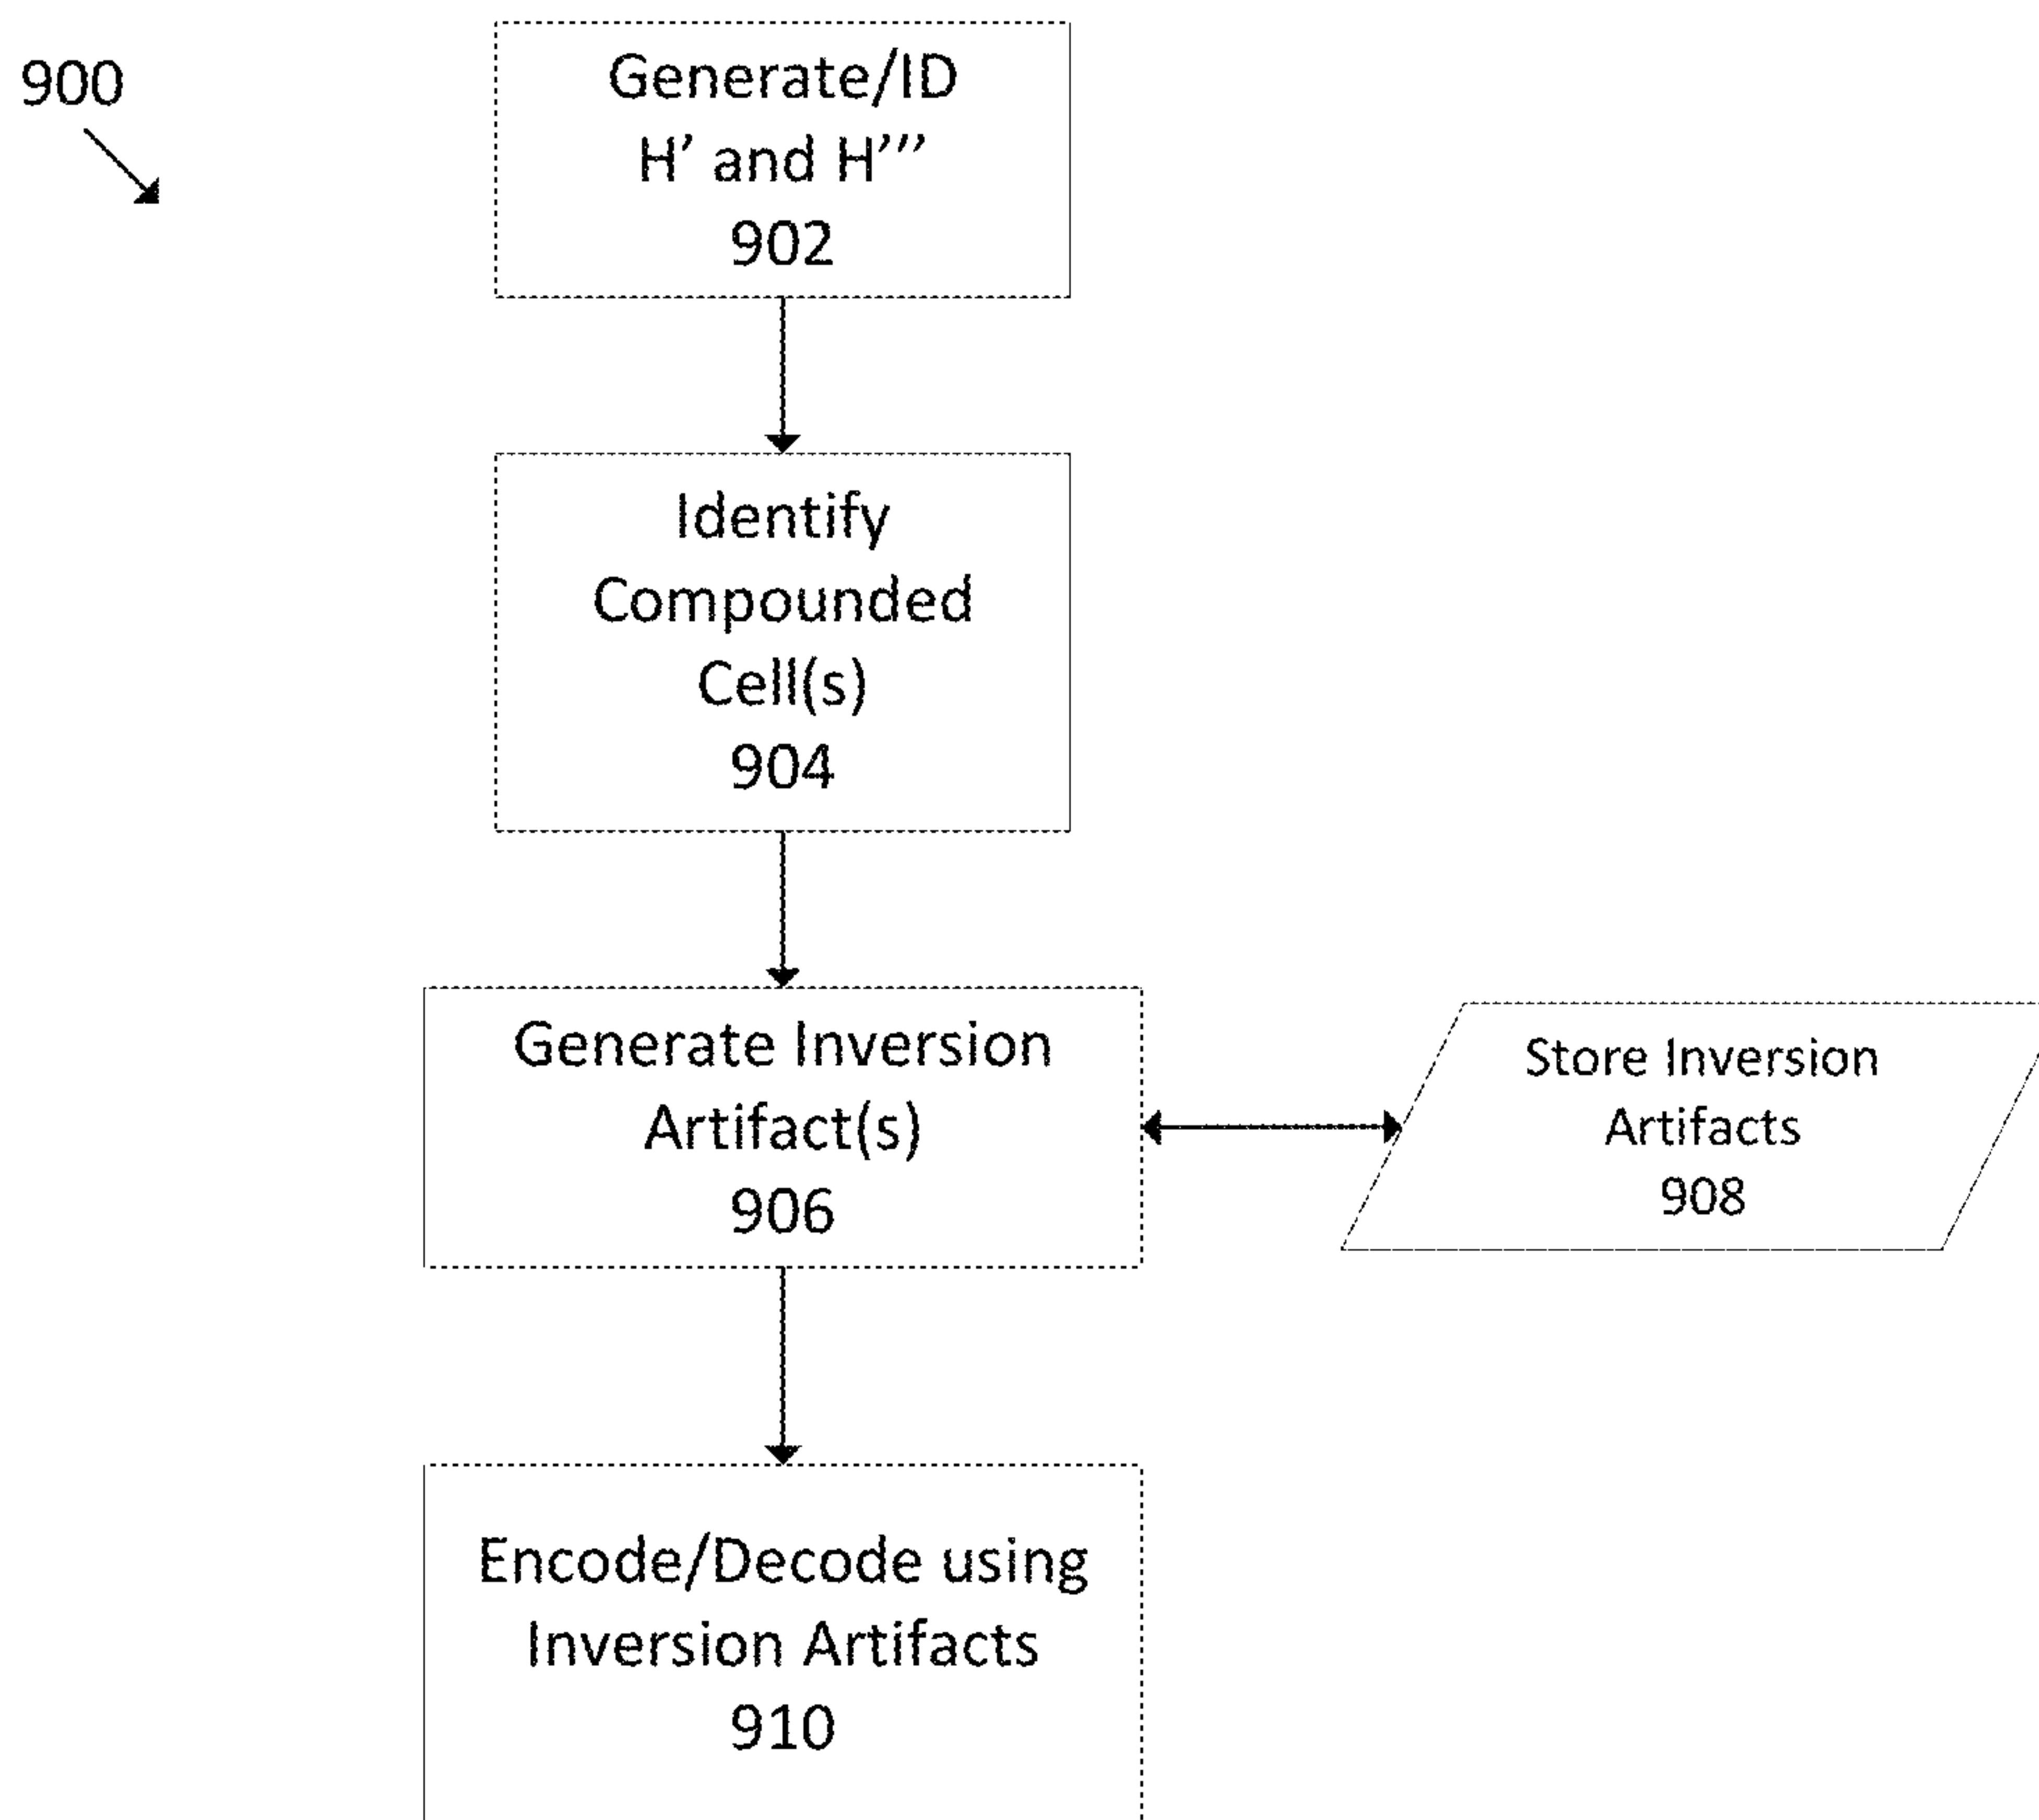 900
Generate/ID
H’ and H’’’
902
Identify
Compounded
Cell(s)
904
Generate Inversion
Artifact(s)
906
Store Inversion
Artifacts
908
Encode/Decode using
Inversion Artifacts
910